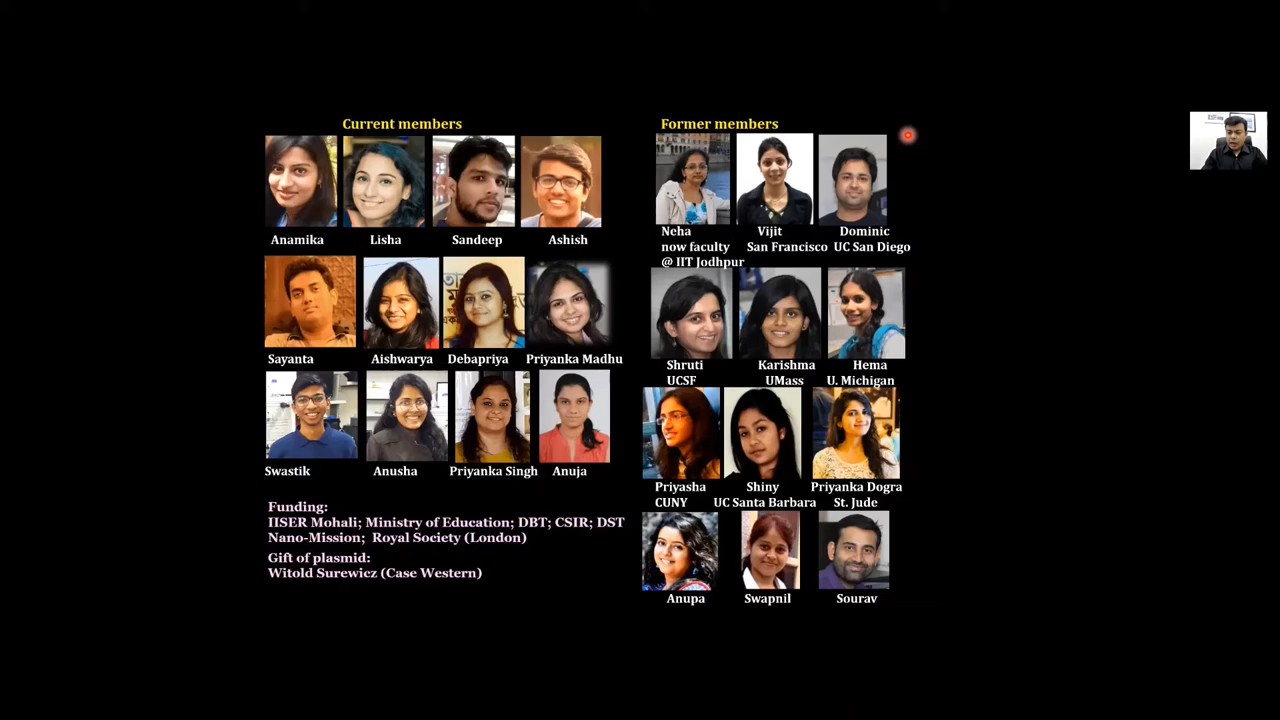 Current members
Anamika
Lisha
Sandeep
Ashish
Sayanta
Aishwarya
Debapriya
Priyanka Madhu
Swastik
Anusha
Priyanka Singh
Anuja
Funding:
IISER Mohali; Ministry of Education; DBT; CSIR; DST
Nano-Mission; Royal Society (London)
Gift of plasmid:
Witold Surewicz (Case Western)
Former members
Neha
now faculty
@ IIT Jodhpur
Vijit
San Francisco
Dominic
UC San Diego
Shruti
UCSF
Karishma
UMass
Hema
U. Michigan
Priyasha
CUNY
Shiny
UC Santa Barbara
Priyanka Dogra
St. Jude
Anupa
Swapnil
Sourav